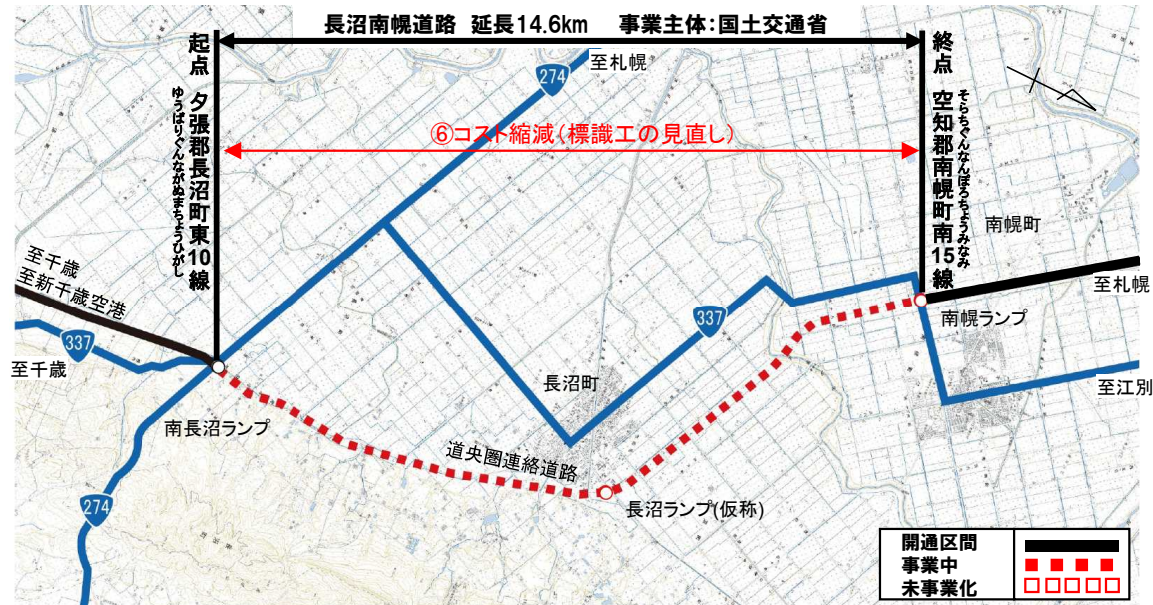 長沼南幌道路 延長14.6km 事業主体:国土交通省
起点 夕張郡長沼町東10線
ゆうばりぐんながぬまちょうひがし
終点 空知郡南幌町南15線
そらちぐんなんぽろちょうみなみ
274
至札幌
⑥コスト縮減(標識工の見直し)
南幌町
至千歳
至新千歳空港
至札幌
南幌ランプ
337
337
至千歳
長沼町
至江別
南長沼ランプ
道央圏連絡道路
長沼ランプ(仮称)
274
開通区間
事業中
未事業化